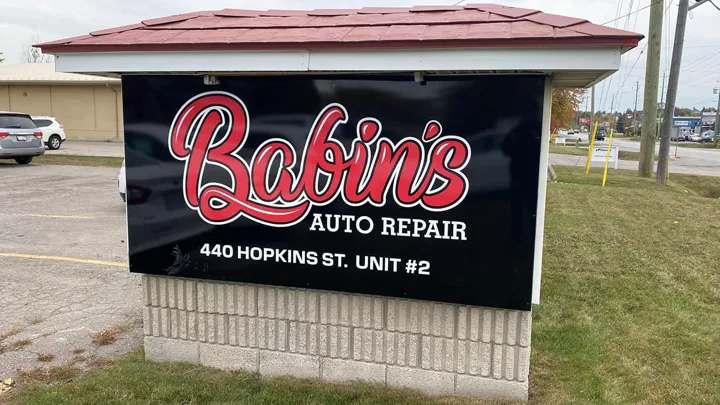 Babin's
AUTO REPAIR
440 HOPKINS ST. UNIT #2